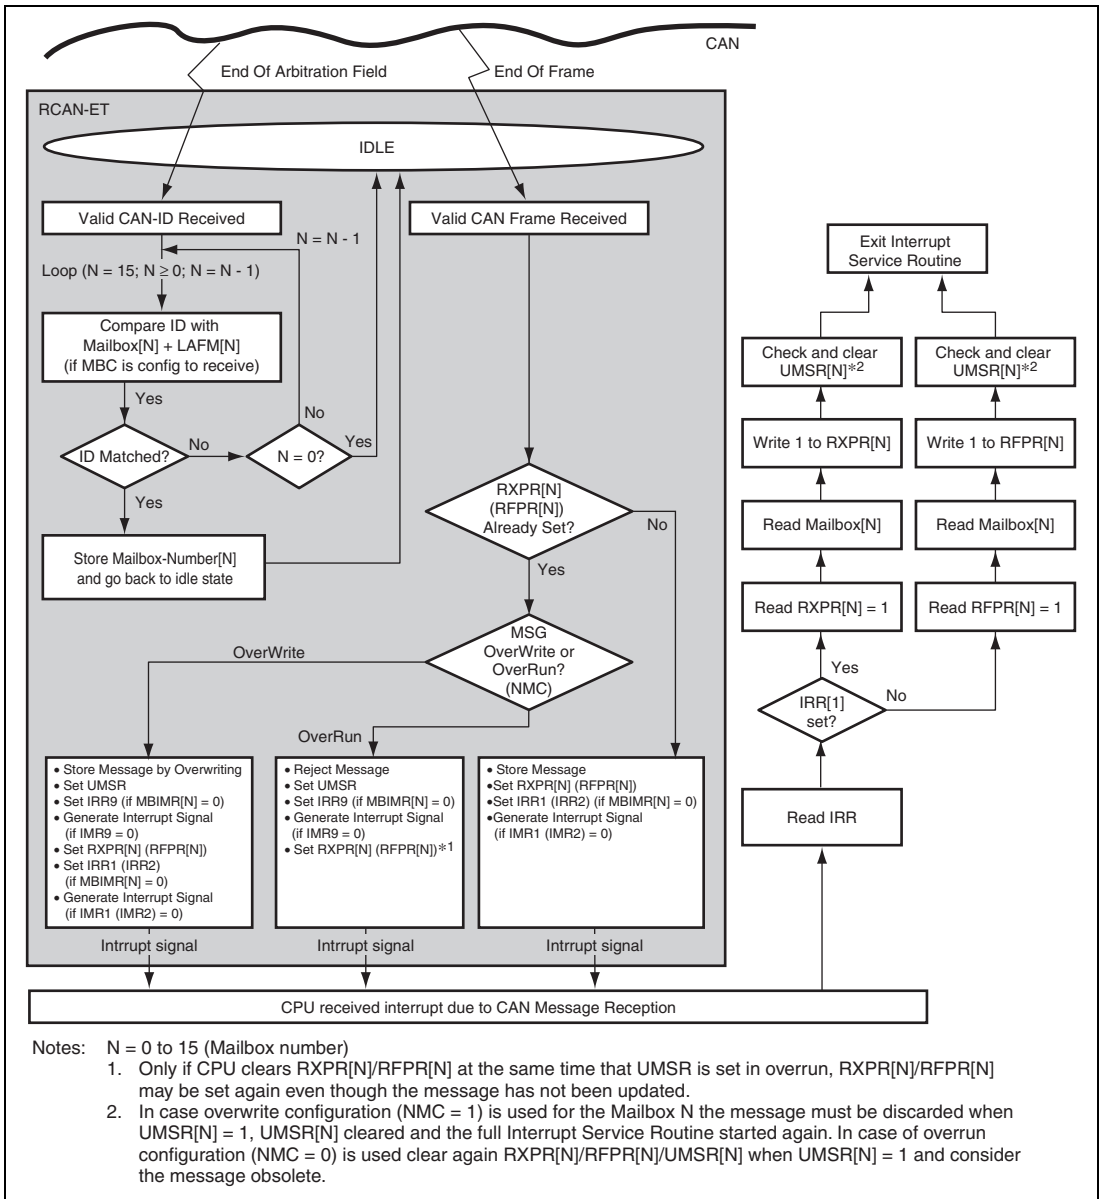 CAN
End Of Arbitration Field
End Of Frame
RCAN-ET
IDLE
Valid CAN-ID Received
Valid CAN Frame Received
N = N - 1
Loop (N = 15; N ≥ 0; N = N - 1)
Compare ID with
Mailbox[N] + LAFM[N]
(if MBC is config to receive)
Yes
No
ID Matched?
No
N = 0?
Yes
Yes
Store Mailbox-Number[N]
and go back to idle state
RXPR[N]
(RFPR[N])
Already Set?
No
Yes
MSG
OverWrite or
OverRun?
(NMC)
OverWrite
OverRun
• Store Message by Overwriting
• Set UMSR
• Set IRR9 (if MBIMR[N] = 0)
• Generate Interrupt Signal
(if IMR9 = 0)
• Set RXPR[N] (RFPR[N])
• Set IRR1 (IRR2)
(if MBIMR[N] = 0)
• Generate Interrupt Signal
(if IMR1 (IMR2) = 0)
• Reject Message
• Set UMSR
• Set IRR9 (if MBIMR[N] = 0)
• Generate Interrupt Signal
(if IMR9 = 0)
• Set RXPR[N] (RFPR[N])*1
• Store Message
•Set RXPR[N] (RFPR[N])
•Set IRR1 (IRR2) (if MBIMR[N] = 0)
•Generate Interrupt Signal
(if IMR1 (IMR2) = 0)
Intrrupt signal
Intrrupt signal
Intrrupt signal
CPU received interrupt due to CAN Message Reception
Exit Interrupt
Service Routine
Check and clear
UMSR[N]*2
Check and clear
UMSR[N]*2
Write 1 to RXPR[N]
Write 1 to RFPR[N]
Read Mailbox[N]
Read Mailbox[N]
Read RXPR[N] = 1
Read RFPR[N] = 1
Yes
No
IRR[1]
set?
Read IRR
Notes: N = 0 to 15 (Mailbox number)
1. Only if CPU clears RXPR[N]/RFPR[N] at the same time that UMSR is set in overrun, RXPR[N]/RFPR[N]
may be set again even though the message has not been updated.
2. In case overwrite configuration (NMC = 1) is used for the Mailbox N the message must be discarded when
UMSR[N] = 1, UMSR[N] cleared and the full Interrupt Service Routine started again. In case of overrun
configuration (NMC = 0) is used clear again RXPR[N]/RFPR[N]/UMSR[N] when UMSR[N] = 1 and consider
the message obsolete.